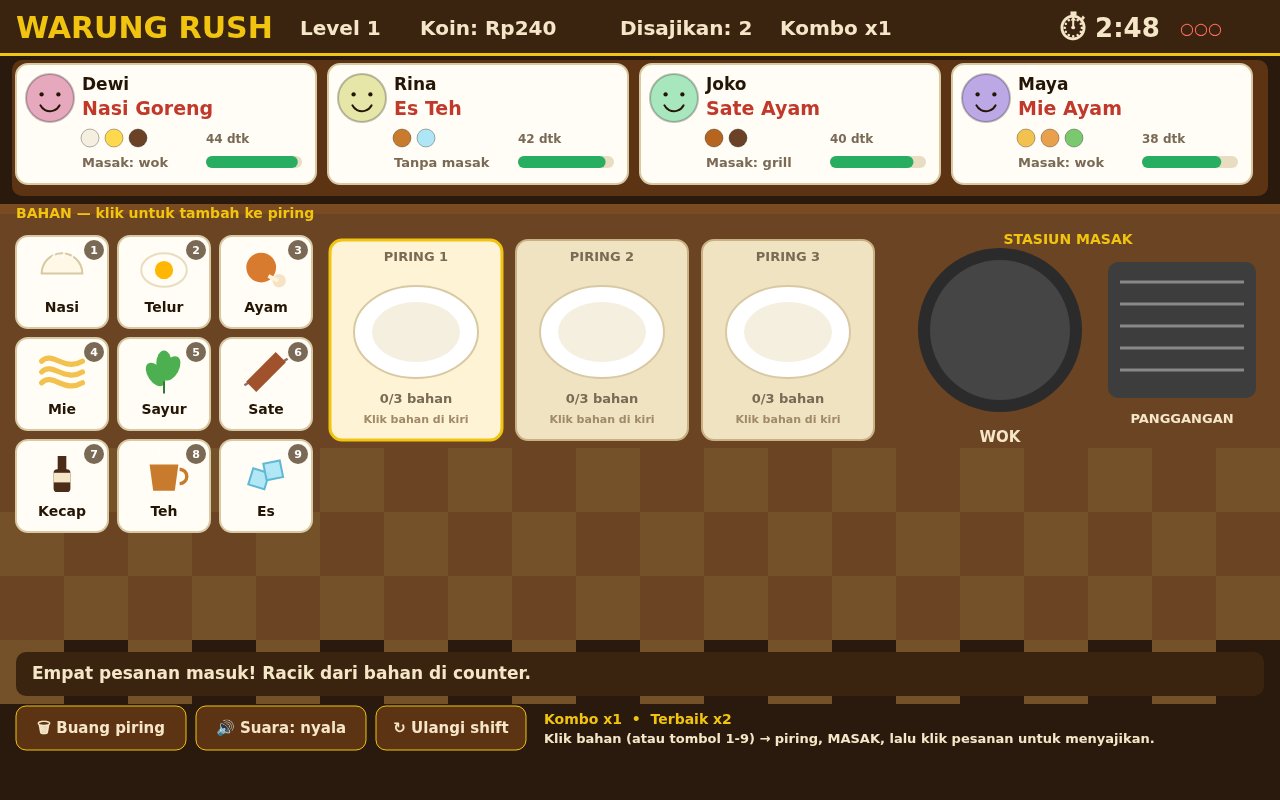 WARUNG RUSH Level 1 Koin: Rp240 Disajikan: 2 Kombo x1 ⏱ 2:48 ○○○
Dewi
Nasi Goreng
44 dtk
Masak: wok
Rina
Es Teh
42 dtk
Tanpa masak
Joko
Sate Ayam
40 dtk
Masak: grill
Maya
Mie Ayam
38 dtk
Masak: wok
BAHAN — klik untuk tambah ke piring
1
Nasi
2
Telur
3
Ayam
4
Mie
5
Sayur
6
Sate
7
Kecap
8
Teh
9
Es
PIRING 1
0/3 bahan
Klik bahan di kiri
PIRING 2
0/3 bahan
Klik bahan di kiri
PIRING 3
0/3 bahan
Klik bahan di kiri
STASIUN MASAK
WOK
PANGGANGAN
Empat pesanan masuk! Racik dari bahan di counter.
🗑 Buang piring
🔊 Suara: nyala
↻ Ulangi shift
Kombo x1 • Terbaik x2
Klik bahan (atau tombol 1-9) → piring, MASAK, lalu klik pesanan untuk menyajikan.